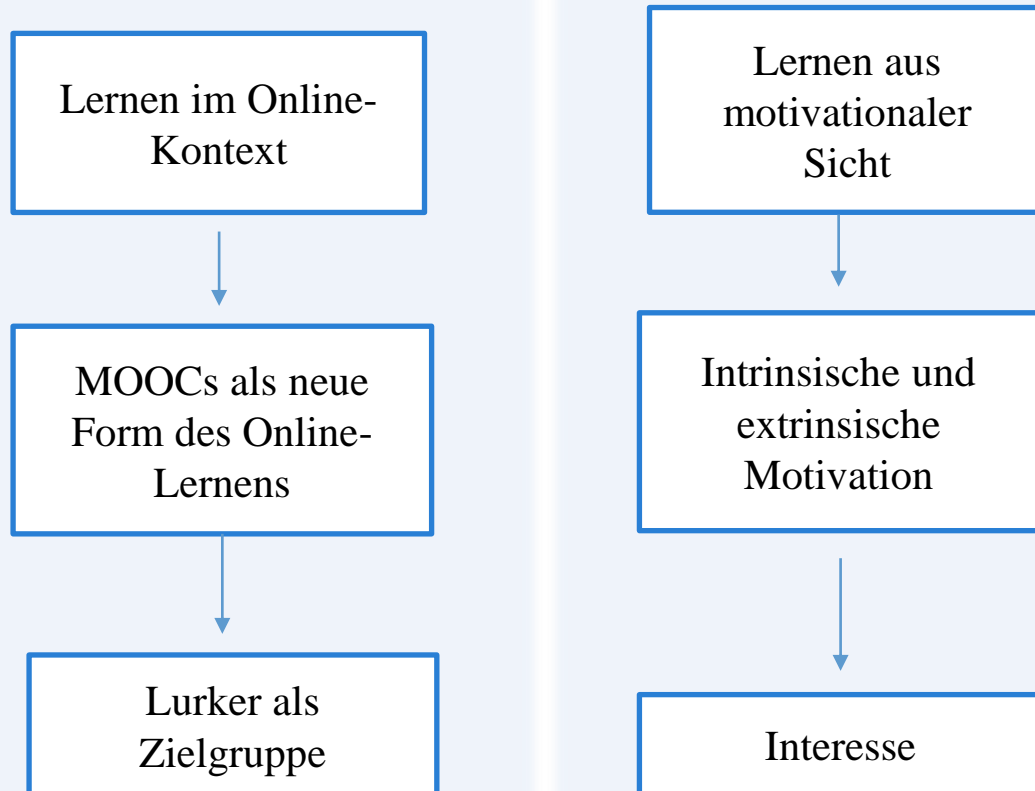 Lernen im Online-
Kontext
MOOCs als neue
Form des Online-
Lernens
Lurker als
Zielgruppe
Lernen aus
motivationaler
Sicht
Intrinsische und
extrinsische
Motivation
Interesse